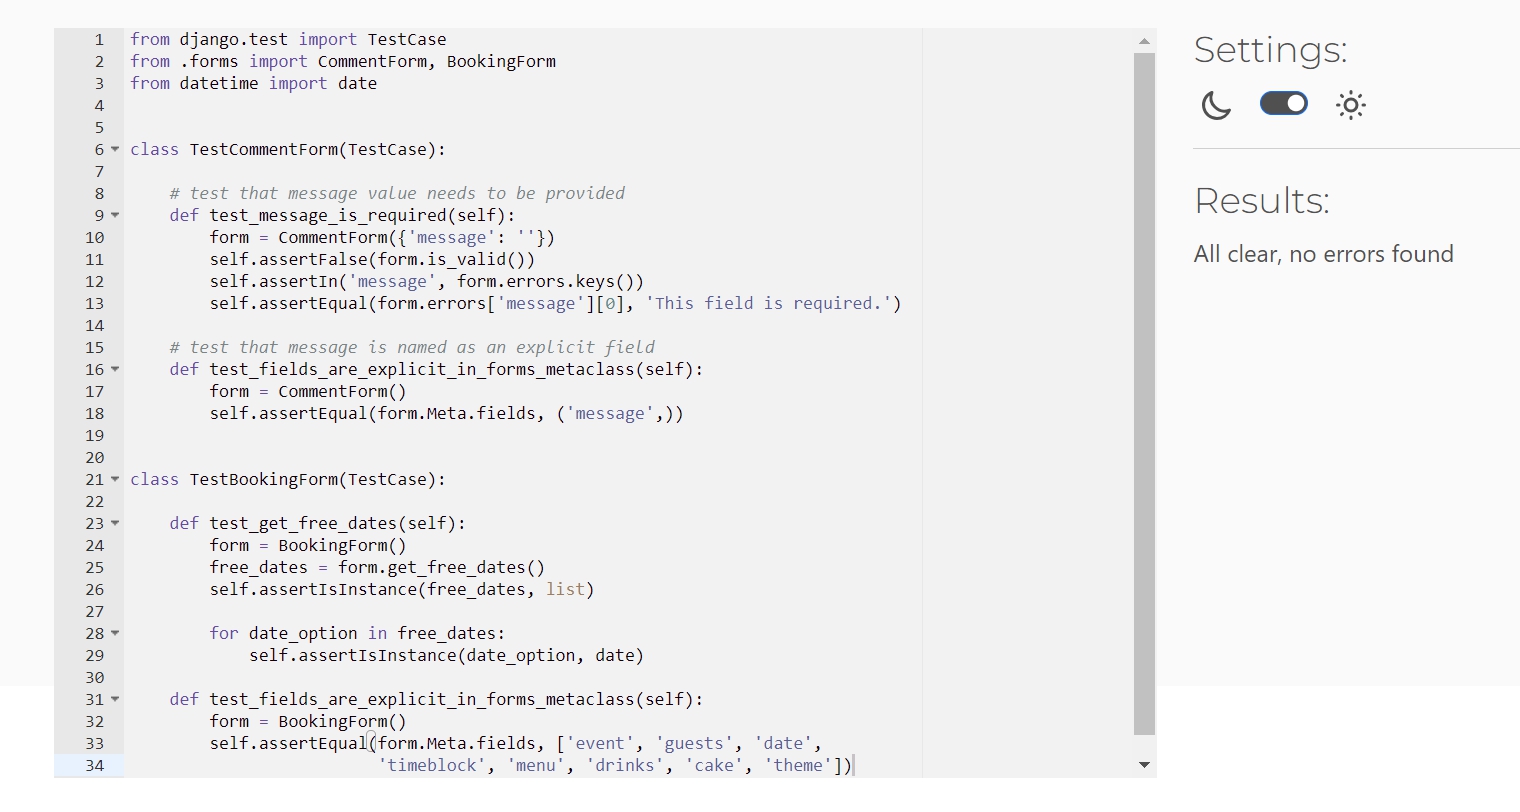 1 from django.test import TestCase
2 from .forms import CommentForm, BookingForm
3 from datetime import date
4
5
6 class TestCommentForm(TestCase):
7
8     # test that message value needs to be provided
9     def test_message_is_required(self):
10         form = CommentForm({'message': ''})
11         self.assertFalse(form.is_valid())
12         self.assertIn('message', form.errors.keys())
13         self.assertEqual(form.errors['message'][0], 'This field is required.')
14
15     # test that message is named as an explicit field
16     def test_fields_are_explicit_in_forms_metaclass(self):
17         form = CommentForm()
18         self.assertEqual(form.Meta.fields, ('message',))
19
20
21 class TestBookingForm(TestCase):
22
23     def test_get_free_dates(self):
24         form = BookingForm()
25         free_dates = form.get_free_dates()
26         self.assertIsInstance(free_dates, list)
27
28         for date_option in free_dates:
29             self.assertIsInstance(date_option, date)
30
31     def test_fields_are_explicit_in_forms_metaclass(self):
32         form = BookingForm()
33         self.assertEqual(form.Meta.fields, ['event', 'guests', 'date',
34                          'timeblock', 'menu', 'drinks', 'cake', 'theme'])
Settings:
Results:
All clear, no errors found